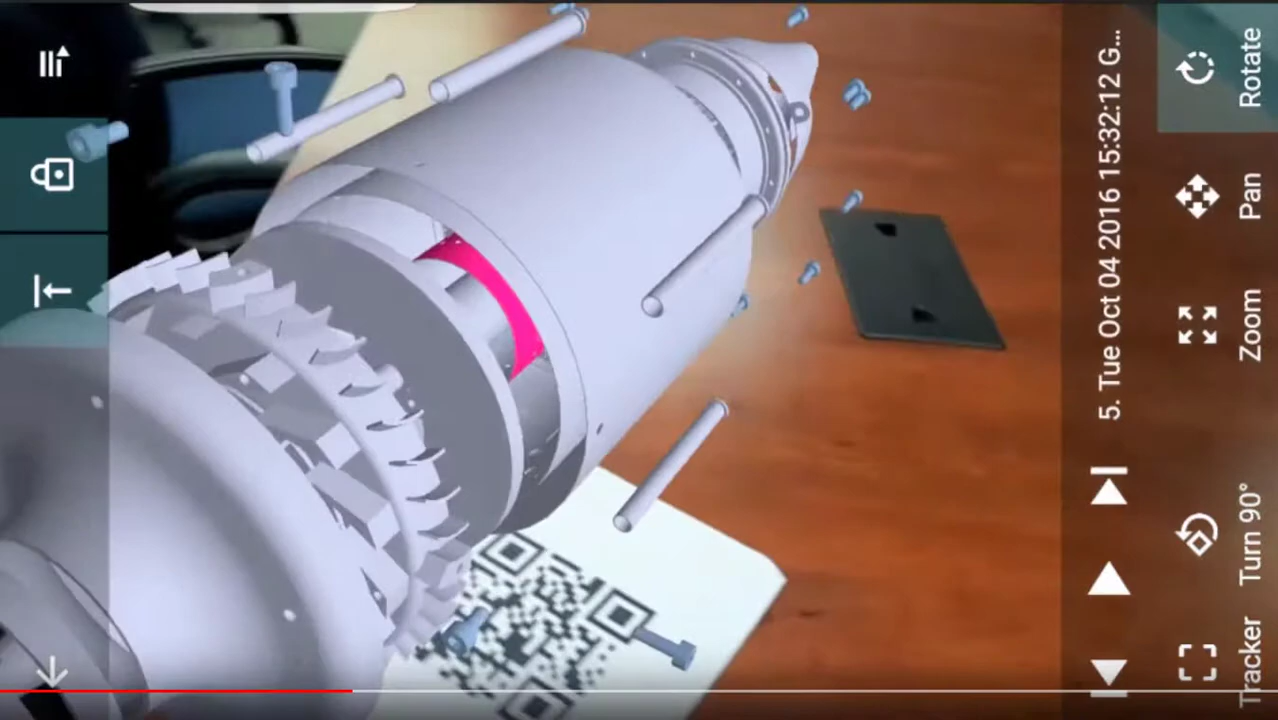 5. Tue Oct 04 2016 15:32:12 G...
Rotate
Pan
Zoom
Turn 90°
Tracker